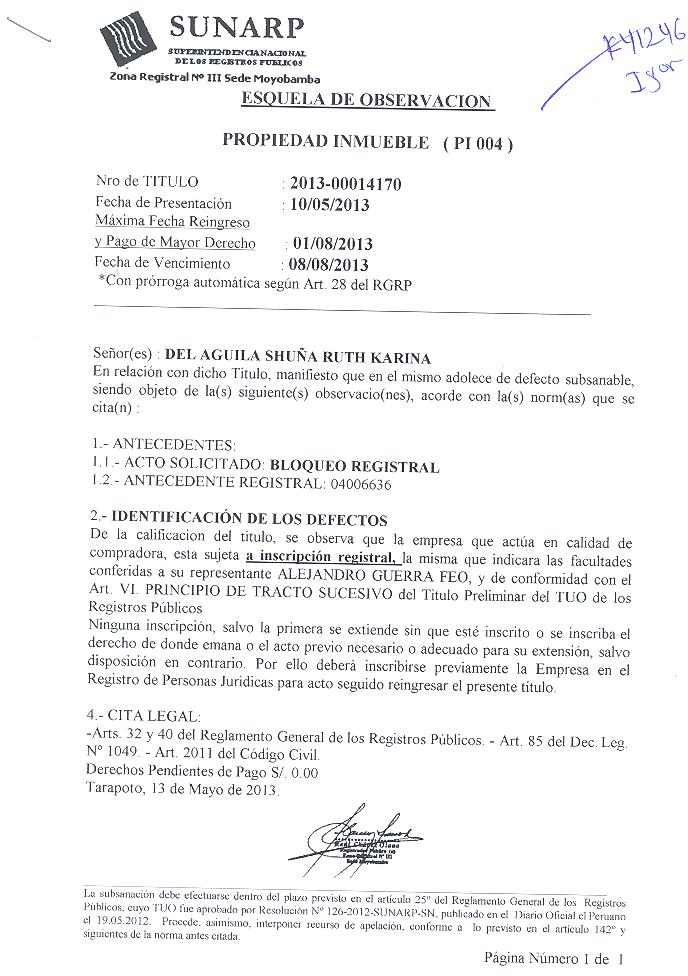 SUNARP
SUPERINTENDENCIA NACIONAL
DE LOS REGISTROS PUBLICOS
Zona Registral Nº III Sede Moyobamba
K41246
Igor
ESQUELA DE OBSERVACION
PROPIEDAD INMUEBLE ( PI 004 )
Nro de TITULO : 2013-00014170
Fecha de Presentación : 10/05/2013
Máxima Fecha Reingreso
y Pago de Mayor Derecho : 01/08/2013
Fecha de Vencimiento : 08/08/2013
*Con prórroga automática según Art. 28 del RGRP
Señor(es) : DEL AGUILA SHUÑA RUTH KARINA
En relación con dicho Titulo, manifiesto que en el mismo adolece de defecto subsanable,
siendo objeto de la(s) siguiente(s) observacio(nes), acorde con la(s) norm(as) que se
cita(n) :
1.- ANTECEDENTES:
1.1.- ACTO SOLICITADO: BLOQUEO REGISTRAL
1.2.- ANTECEDENTE REGISTRAL: 04006636
2.- IDENTIFICACIÓN DE LOS DEFECTOS
De la calificacion del titulo, se observa que la empresa que actúa en calidad de
compradora, esta sujeta a inscripción registral, la misma que indicara las facultades
conferidas a su representante ALEJANDRO GUERRA FEO, y de conformidad con el
Art. VI. PRINCIPIO DE TRACTO SUCESIVO del Titulo Preliminar del TUO de los
Registros Públicos
Ninguna inscripción, salvo la primera se extiende sin que esté inscrito o se inscriba el
derecho de donde emana o el acto previo necesario o adecuado para su extensión, salvo
disposición en contrario. Por ello deberá inscribirse previamente la Empresa en el
Registro de Personas Juridicas para acto seguido reingresar el presente título.
4.- CITA LEGAL:
-Arts. 32 y 40 del Reglamento General de los Registros Públicos. - Art. 85 del Dec. Leg.
Nº 1049. - Art. 2011 del Código Civil.
Derechos Pendientes de Pago S/. 0.00
Tarapoto, 13 de Mayo de 2013.
Zona Registral Nº III
Sede Moyobamba
La subsanación debe efectuarse dentro del plazo previsto en el artículo 25º del Reglamento General de los Registros
Públicos, cuyo TUO fue aprobado por Resolución Nº 126-2012-SUNARP-SN, publicado en el Diario Oficial el Peruano
el 19.05.2012. Procede, asimismo, interponer recurso de apelación, conforme a lo previsto en el artículo 142º y
siguientes de la norma antes citada.
Página Número 1 de 1